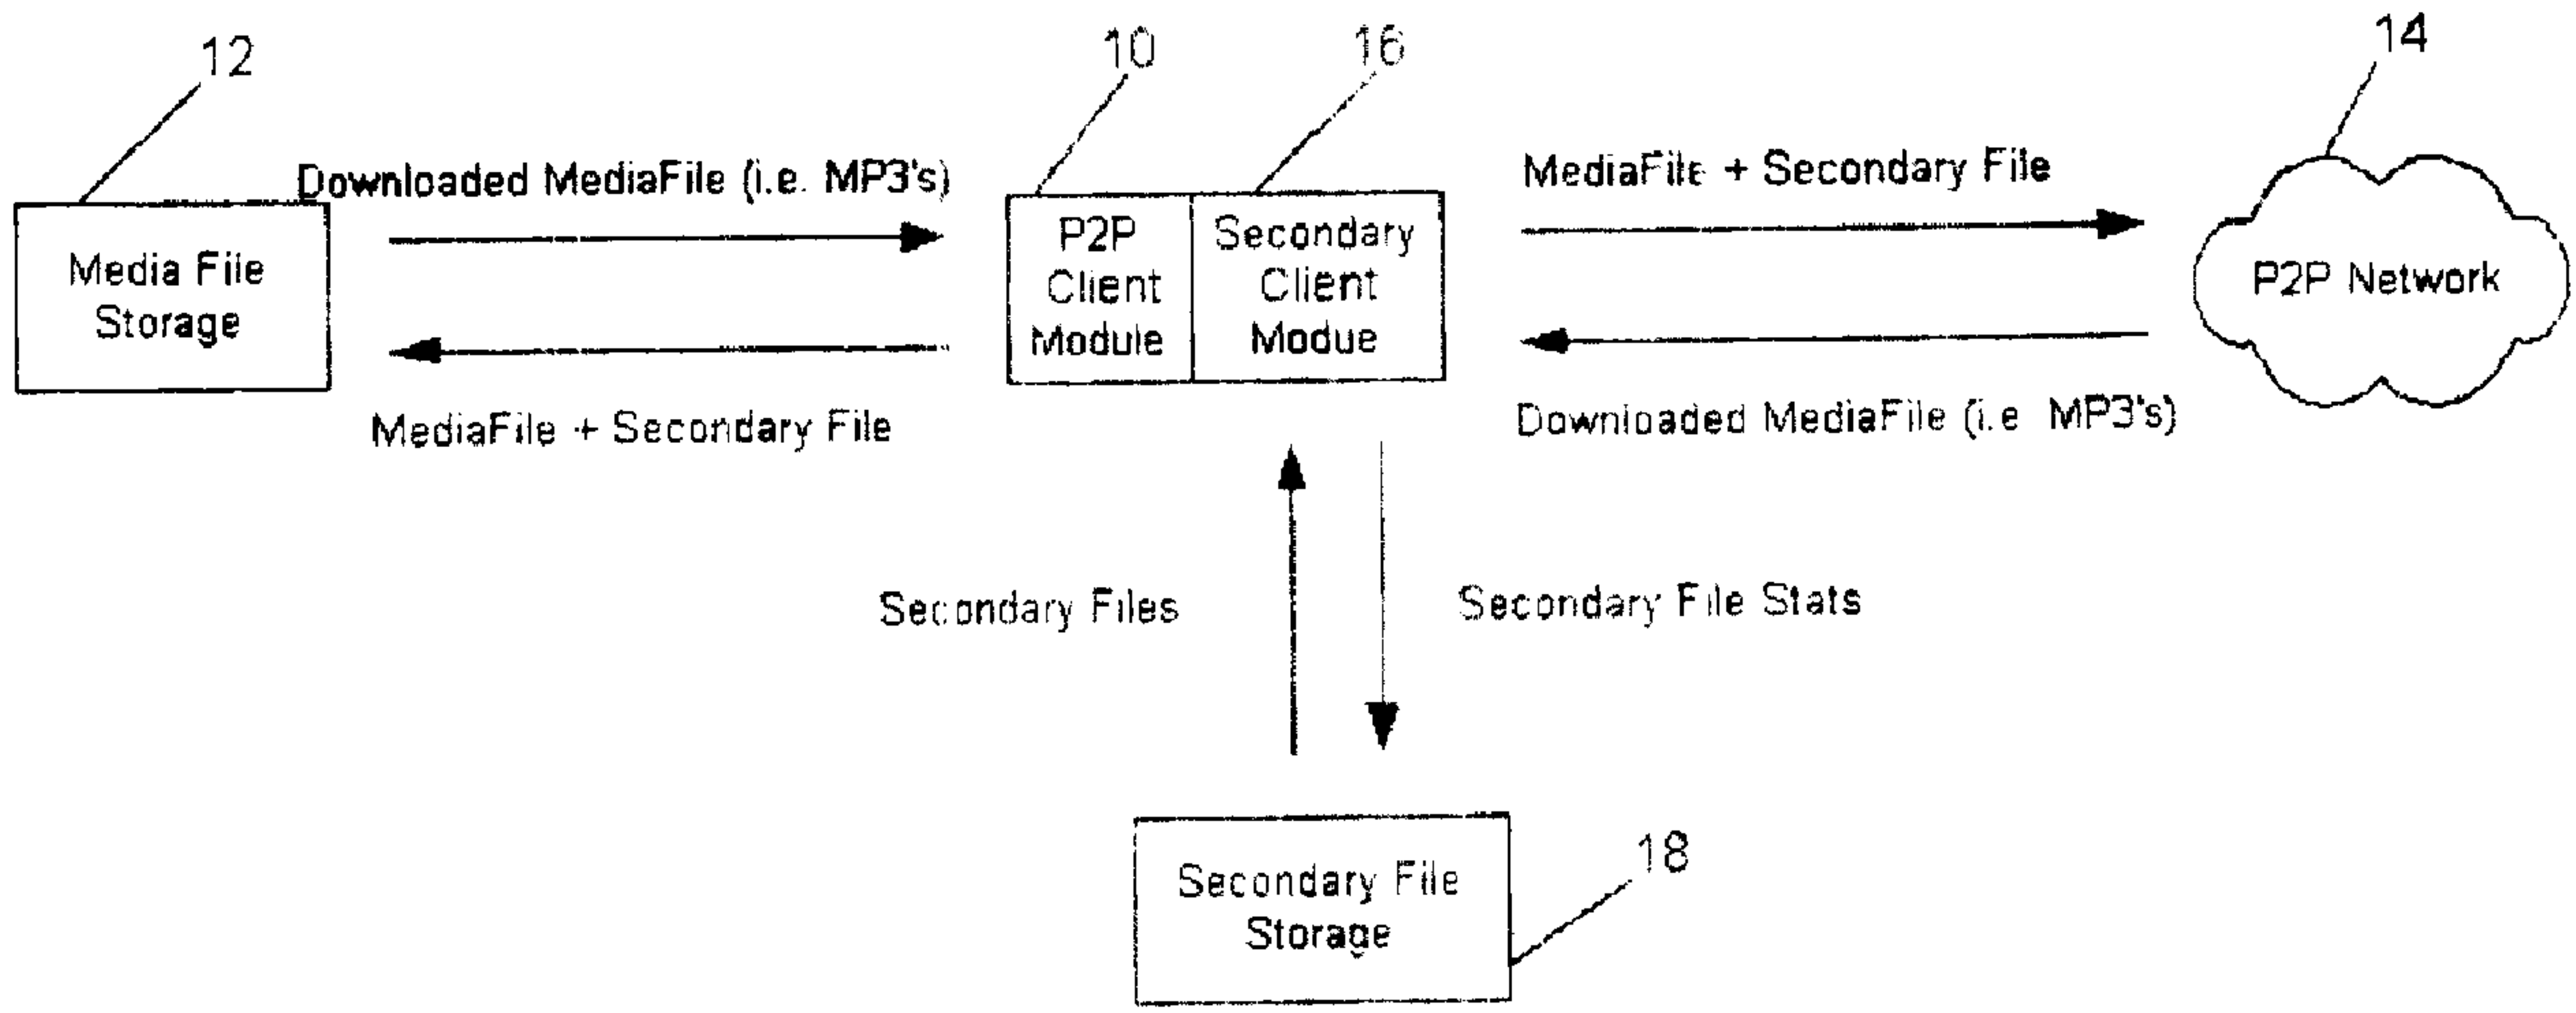 12
10
16
14
Downloaded MediaFile (i.e. MP3's)
MediaFile + Secondary File
Media File
Storage
P2P
Client
Module
Secondary
Client
Modue
P2P Network
MediaFile + Secondary File
Downloaded MediaFile (i.e MP3's)
Secondary Files
Secondary File Stats
Secondary File
Storage
18